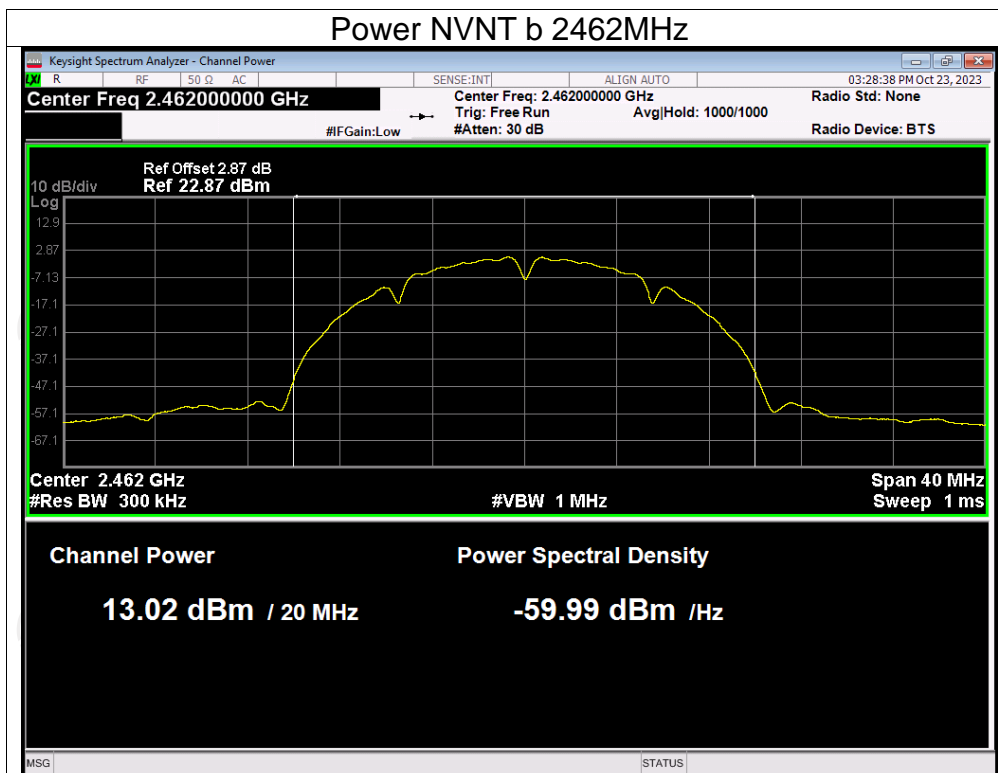 Power NVNT b 2462MHz
Keysight Spectrum Analyzer - Channel Power
LXI R RF 50 Ω AC SENSE:INT ALIGN AUTO 03:28:38 PM Oct 23, 2023
Center Freq 2.462000000 GHz Center Freq: 2.462000000 GHz Radio Std: None
Trig: Free Run Avg|Hold: 1000/1000
#IFGain:Low #Atten: 30 dB Radio Device: BTS
Ref Offset 2.87 dB
10 dB/div Ref 22.87 dBm
Log
12.9
2.87
-7.13
-17.1
-27.1
-37.1
-47.1
-57.1
-67.1
Center 2.462 GHz Span 40 MHz
#Res BW 300 kHz #VBW 1 MHz Sweep 1 ms
Channel Power Power Spectral Density
13.02 dBm / 20 MHz -59.99 dBm /Hz
MSG STATUS